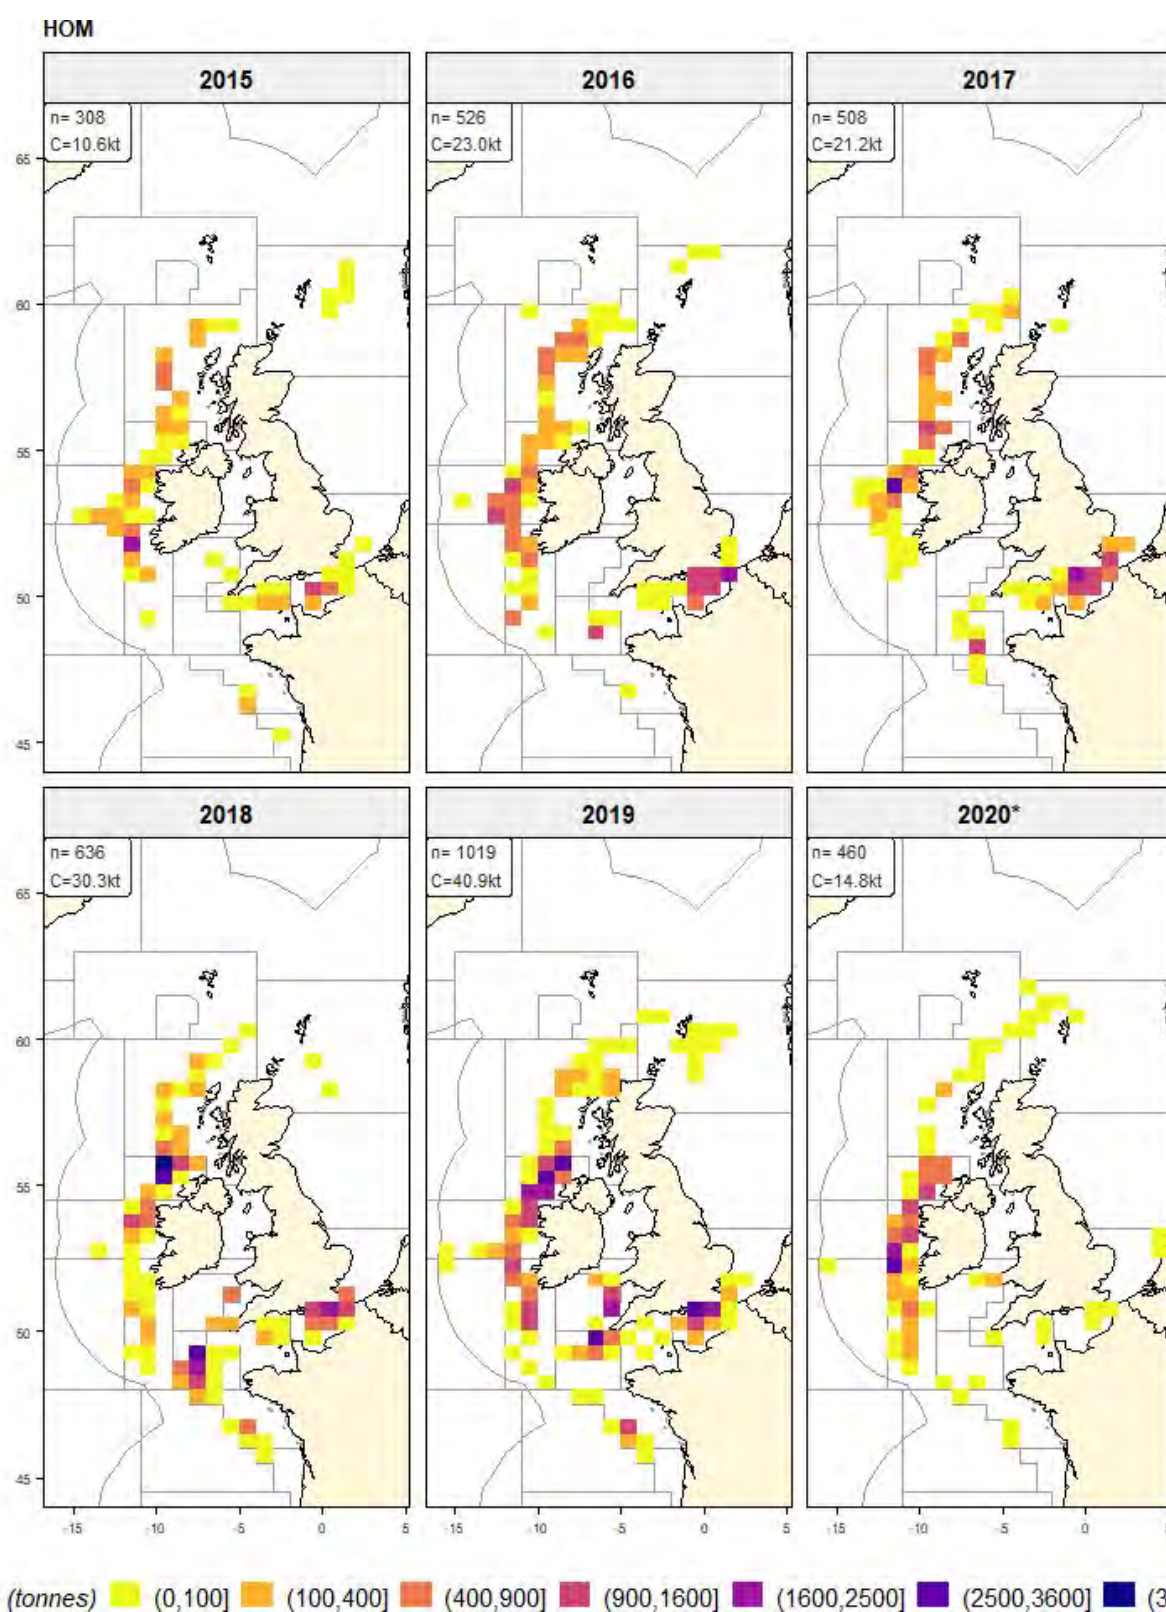 HOM
2015 2016 2017
n= 308 n= 526 n= 508
C=10.6kt C=23.0kt C=21.2kt
65
60
55
50
45
2018 2019 2020*
n= 636 n= 1019 n= 460
C=30.3kt C=40.9kt C=14.8kt
65
60
55
50
45
-15 -10 -5 0 5 -15 -10 -5 0 5 -15 -10 -5 0
(tonnes) (0,100] (100,400] (400,900] (900,1600] (1600,2500] (2500,3600] (3